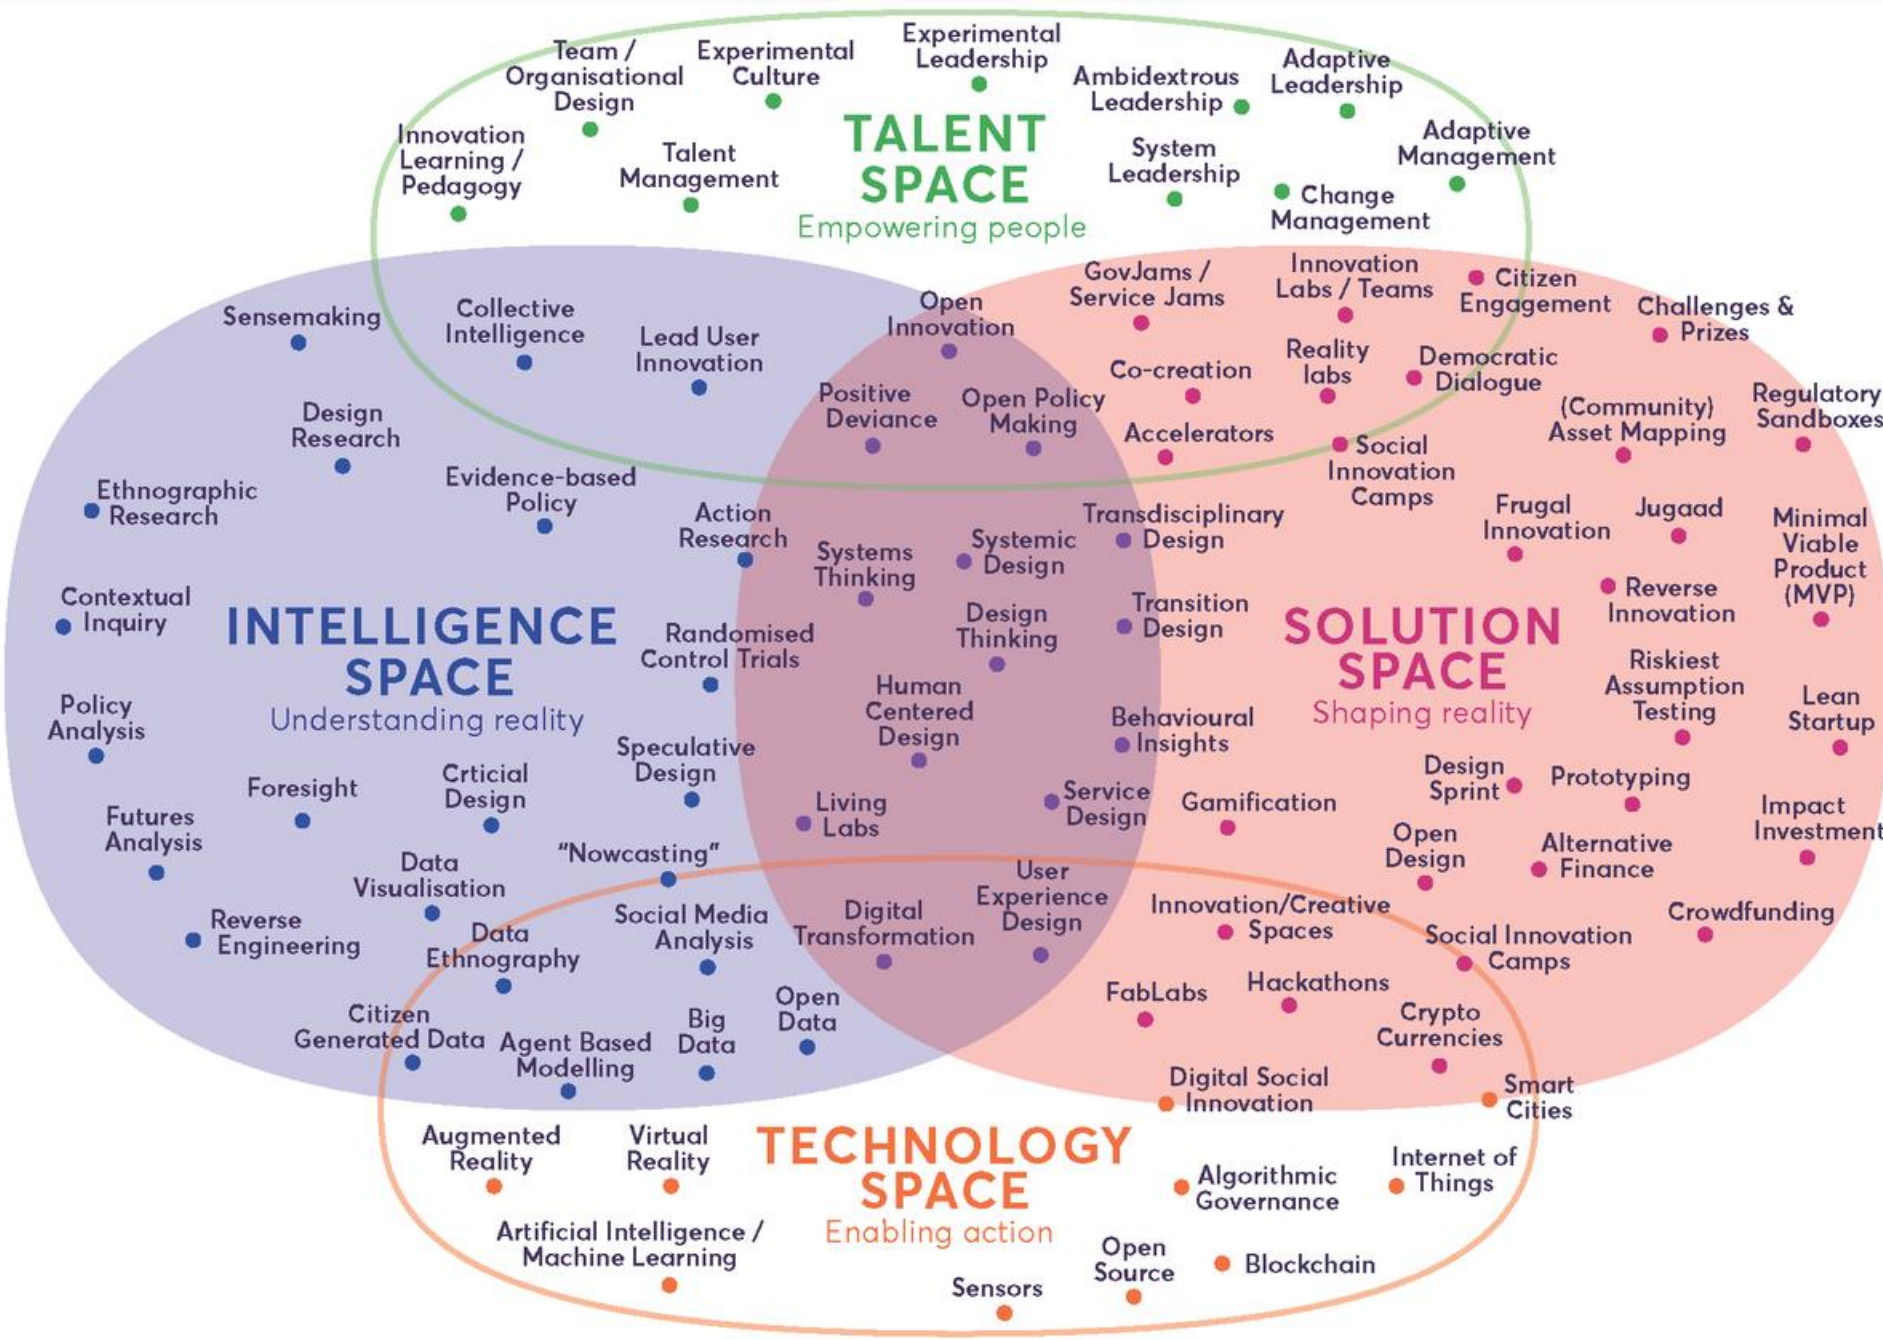 Team /
Organisational
Design
Experimental
Culture
Experimental
Leadership
Ambidextrous
Leadership
Adaptive
Leadership
Innovation
Learning /
Pedagogy
Talent
Management
TALENT
SPACE
Empowering people
System
Leadership
Change
Management
Adaptive
Management
Sensemaking
Collective
Intelligence
Lead User
Innovation
Open
Innovation
GovJams /
Service Jams
Innovation
Labs / Teams
Citizen
Engagement
Challenges &
Prizes
Design
Research
Positive
Deviance
Open Policy
Making
Co-creation
Reality
labs
Democratic
Dialogue
Accelerators
Social
Innovation
Camps
(Community)
Asset Mapping
Regulatory
Sandboxes
Ethnographic
Research
Evidence-based
Policy
Action
Research
Systems
Thinking
Systemic
Design
Transdisciplinary
Design
Frugal
Innovation
Jugaad
Minimal
Viable
Product
(MVP)
Contextual
Inquiry
INTELLIGENCE
SPACE
Understanding reality
Randomised
Control Trials
Design
Thinking
Transition
Design
SOLUTION
SPACE
Shaping reality
Reverse
Innovation
Riskiest
Assumption
Testing
Lean
Startup
Policy
Analysis
Human
Centered
Design
Behavioural
Insights
Speculative
Design
Foresight
Crticial
Design
Futures
Analysis
Living
Labs
Service
Design
Gamification
Design
Sprint
Prototyping
Impact
Investment
Open
Design
Alternative
Finance
Data
Visualisation
"Nowcasting"
User
Experience
Design
Reverse
Engineering
Data
Ethnography
Social Media
Analysis
Digital
Transformation
Innovation/Creative
Spaces
Social Innovation
Camps
Crowdfunding
Citizen
Generated Data
Agent Based
Modelling
Big
Data
Open
Data
FabLabs
Hackathons
Crypto
Currencies
Digital Social
Innovation
Smart
Cities
Augmented
Reality
Virtual
Reality
TECHNOLOGY
SPACE
Enabling action
Algorithmic
Governance
Internet of
Things
Artificial Intelligence /
Machine Learning
Sensors
Open
Source
Blockchain